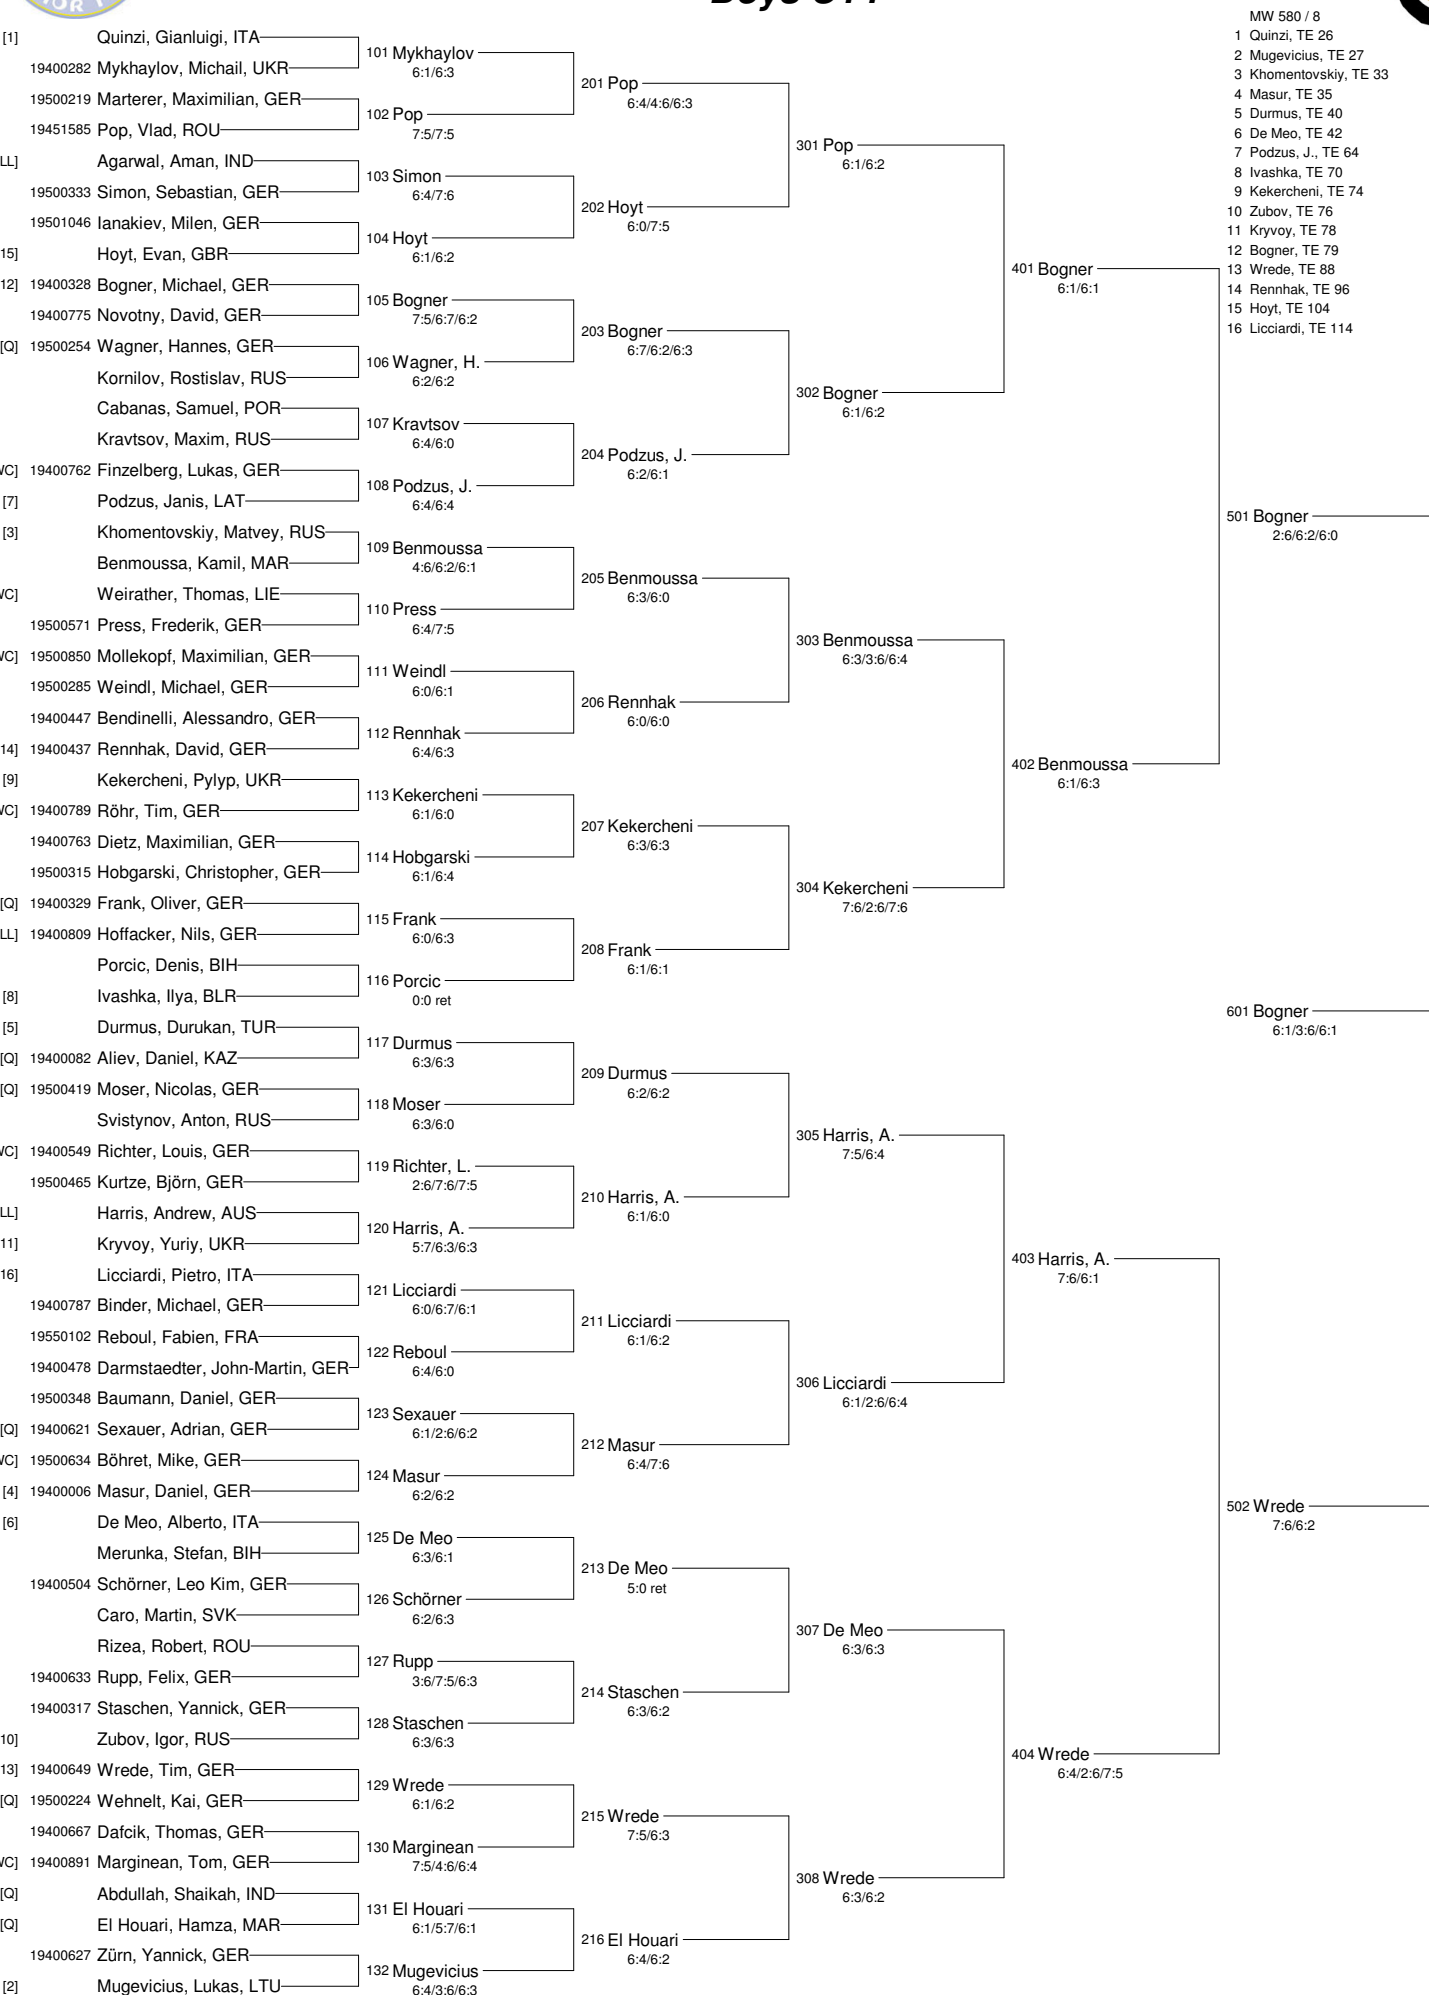 MW 580 / 8
1 Quinzi, TE 26
2 Mugevicius, TE 27
3 Khomentovskiy, TE 33
4 Masur, TE 35
5 Durmus, TE 40
6 De Meo, TE 42
7 Podzus, J., TE 64
8 Ivashka, TE 70
9 Kekercheni, TE 74
10 Zubov, TE 76
11 Kryvoy, TE 78
12 Bogner, TE 79
13 Wrede, TE 88
14 Rennhak, TE 96
15 Hoyt, TE 104
16 Licciardi, TE 114
[1] Quinzi, Gianluigi, ITA
19400282 Mykhaylov, Michail, UKR
19500219 Marterer, Maximilian, GER
19451585 Pop, Vlad, ROU
LL] Agarwal, Aman, IND
19500333 Simon, Sebastian, GER
19501046 Ianakiev, Milen, GER
15] Hoyt, Evan, GBR
12] 19400328 Bogner, Michael, GER
19400775 Novotny, David, GER
[Q] 19500254 Wagner, Hannes, GER
Kornilov, Rostislav, RUS
Cabanas, Samuel, POR
Kravtsov, Maxim, RUS
WC] 19400762 Finzelberg, Lukas, GER
[7] Podzus, Janis, LAT
[3] Khomentovskiy, Matvey, RUS
Benmoussa, Kamil, MAR
WC] Weirather, Thomas, LIE
19500571 Press, Frederik, GER
WC] 19500850 Mollekopf, Maximilian, GER
19500285 Weindl, Michael, GER
19400447 Bendinelli, Alessandro, GER
14] 19400437 Rennhak, David, GER
[9] Kekercheni, Pylyp, UKR
WC] 19400789 Röhr, Tim, GER
19400763 Dietz, Maximilian, GER
19500315 Hobgarski, Christopher, GER
[Q] 19400329 Frank, Oliver, GER
LL] 19400809 Hoffacker, Nils, GER
Porcic, Denis, BIH
[8] Ivashka, Ilya, BLR
[5] Durmus, Durukan, TUR
[Q] 19400082 Aliev, Daniel, KAZ
[Q] 19500419 Moser, Nicolas, GER
Svistynov, Anton, RUS
WC] 19400549 Richter, Louis, GER
19500465 Kurtze, Björn, GER
LL] Harris, Andrew, AUS
11] Kryvoy, Yuriy, UKR
16] Licciardi, Pietro, ITA
19400787 Binder, Michael, GER
19550102 Reboul, Fabien, FRA
19400478 Darmstaedter, John-Martin, GER
19500348 Baumann, Daniel, GER
[Q] 19400621 Sexauer, Adrian, GER
WC] 19500634 Böhret, Mike, GER
[4] 19400006 Masur, Daniel, GER
[6] De Meo, Alberto, ITA
Merunka, Stefan, BIH
19400504 Schörner, Leo Kim, GER
Caro, Martin, SVK
Rizea, Robert, ROU
19400633 Rupp, Felix, GER
19400317 Staschen, Yannick, GER
10] Zubov, Igor, RUS
13] 19400649 Wrede, Tim, GER
[Q] 19500224 Wehnelt, Kai, GER
19400667 Dafcik, Thomas, GER
WC] 19400891 Marginean, Tom, GER
[Q] Abdullah, Shaikah, IND
[Q] El Houari, Hamza, MAR
19400627 Zürn, Yannick, GER
[2] Mugevicius, Lukas, LTU
101 Mykhaylov
6:1/6:3
102 Pop
7:5/7:5
103 Simon
6:4/7:6
104 Hoyt
6:1/6:2
105 Bogner
7:5/6:7/6:2
106 Wagner, H.
6:2/6:2
107 Kravtsov
6:4/6:0
108 Podzus, J.
6:4/6:4
109 Benmoussa
4:6/6:2/6:1
110 Press
6:4/7:5
111 Weindl
6:0/6:1
112 Rennhak
6:4/6:3
113 Kekercheni
6:1/6:0
114 Hobgarski
6:1/6:4
115 Frank
6:0/6:3
116 Porcic
0:0 ret
117 Durmus
6:3/6:3
118 Moser
6:3/6:0
119 Richter, L.
2:6/7:6/7:5
120 Harris, A.
5:7/6:3/6:3
121 Licciardi
6:0/6:7/6:1
122 Reboul
6:4/6:0
123 Sexauer
6:1/2:6/6:2
124 Masur
6:2/6:2
125 De Meo
6:3/6:1
126 Schörner
6:2/6:3
127 Rupp
3:6/7:5/6:3
128 Staschen
6:3/6:3
129 Wrede
6:1/6:2
130 Marginean
7:5/4:6/6:4
131 El Houari
6:1/5:7/6:1
132 Mugevicius
6:4/3:6/6:3
201 Pop
6:4/4:6/6:3
202 Hoyt
6:0/7:5
203 Bogner
6:7/6:2/6:3
204 Podzus, J.
6:2/6:1
205 Benmoussa
6:3/6:0
206 Rennhak
6:0/6:0
207 Kekercheni
6:3/6:3
208 Frank
6:1/6:1
209 Durmus
6:2/6:2
210 Harris, A.
6:1/6:0
211 Licciardi
6:1/6:2
212 Masur
6:4/7:6
213 De Meo
5:0 ret
214 Staschen
6:3/6:2
215 Wrede
7:5/6:3
216 El Houari
6:4/6:2
301 Pop
6:1/6:2
302 Bogner
6:1/6:2
303 Benmoussa
6:3/3:6/6:4
304 Kekercheni
7:6/2:6/7:6
305 Harris, A.
7:5/6:4
306 Licciardi
6:1/2:6/6:4
307 De Meo
6:3/6:3
308 Wrede
6:3/6:2
401 Bogner
6:1/6:1
402 Benmoussa
6:1/6:3
403 Harris, A.
7:6/6:1
404 Wrede
6:4/2:6/7:5
501 Bogner
2:6/6:2/6:0
502 Wrede
7:6/6:2
601 Bogner
6:1/3:6/6:1